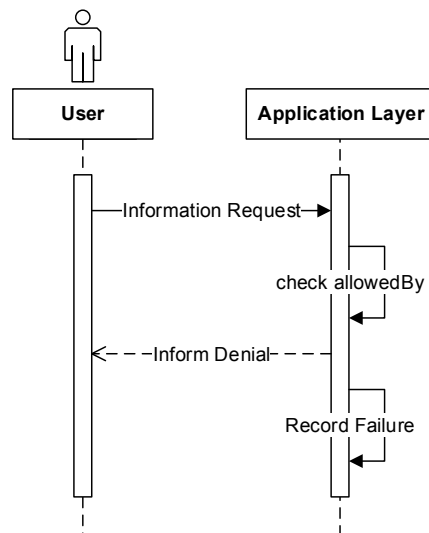 User
Application Layer
Information Request
check allowedBy
Inform Denial
Record Failure